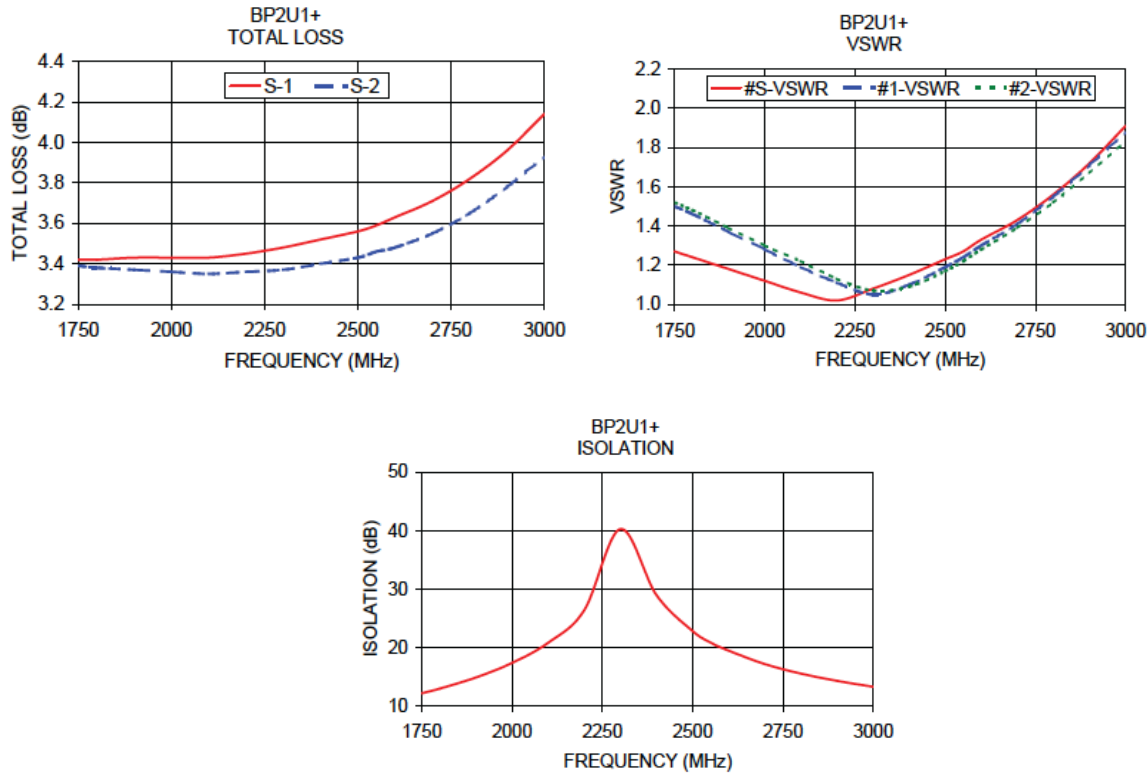 BP2U1+
TOTAL LOSS
4.4
4.2
4.0
3.8
3.6
3.4
3.2
TOTAL LOSS (dB)
S-1 S-2
1750 2000 2250 2500 2750 3000
FREQUENCY (MHz)
BP2U1+
VSWR
2.2
2.0
1.8
1.6
1.4
1.2
1.0
VSWR
#S-VSWR #1-VSWR #2-VSWR
1750 2000 2250 2500 2750 3000
FREQUENCY (MHz)
BP2U1+
ISOLATION
50
40
30
20
10
ISOLATION (dB)
1750 2000 2250 2500 2750 3000
FREQUENCY (MHz)